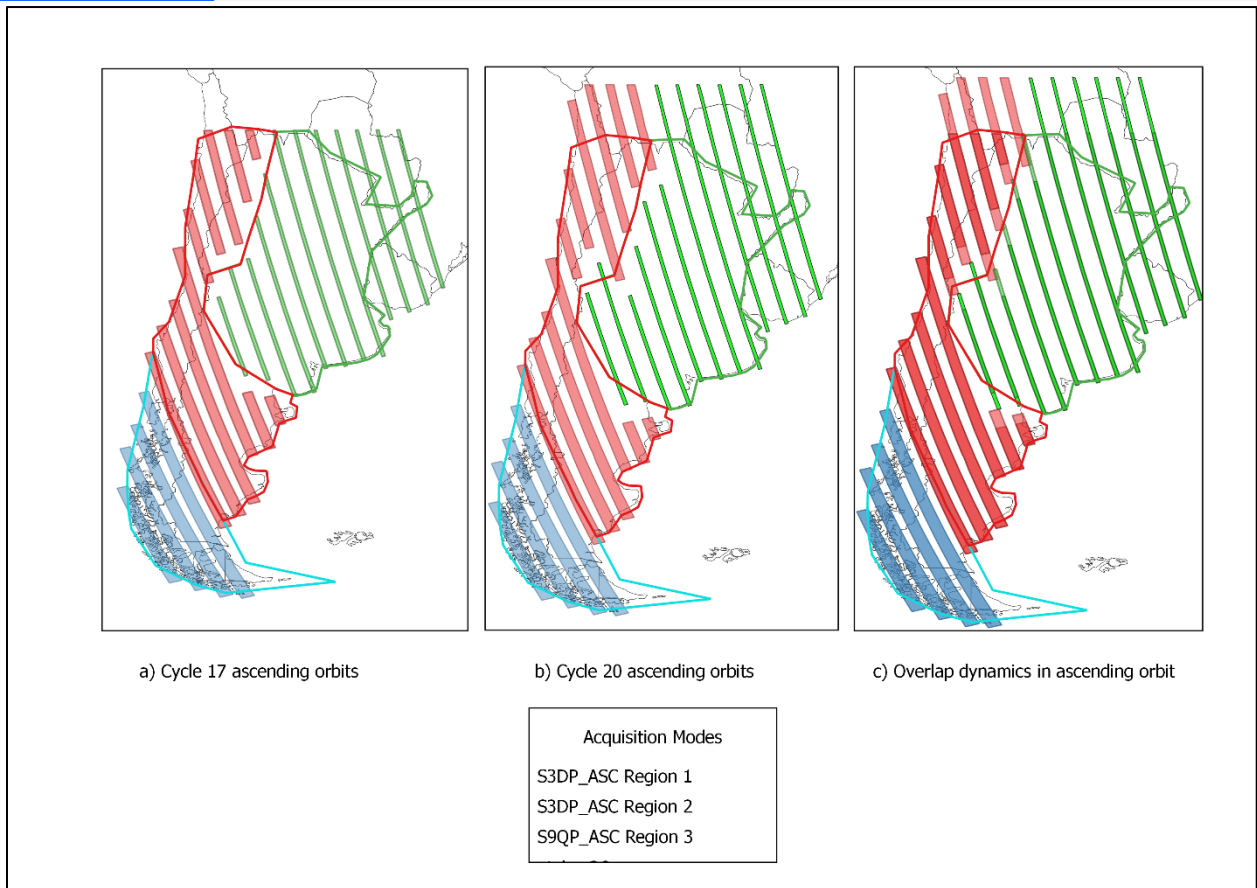 a) Cycle 17 ascending orbits
b) Cycle 20 ascending orbits
c) Overlap dynamics in ascending orbit
Acquisition Modes
S3DP_ASC Region 1
S3DP_ASC Region 2
S9QP_ASC Region 3